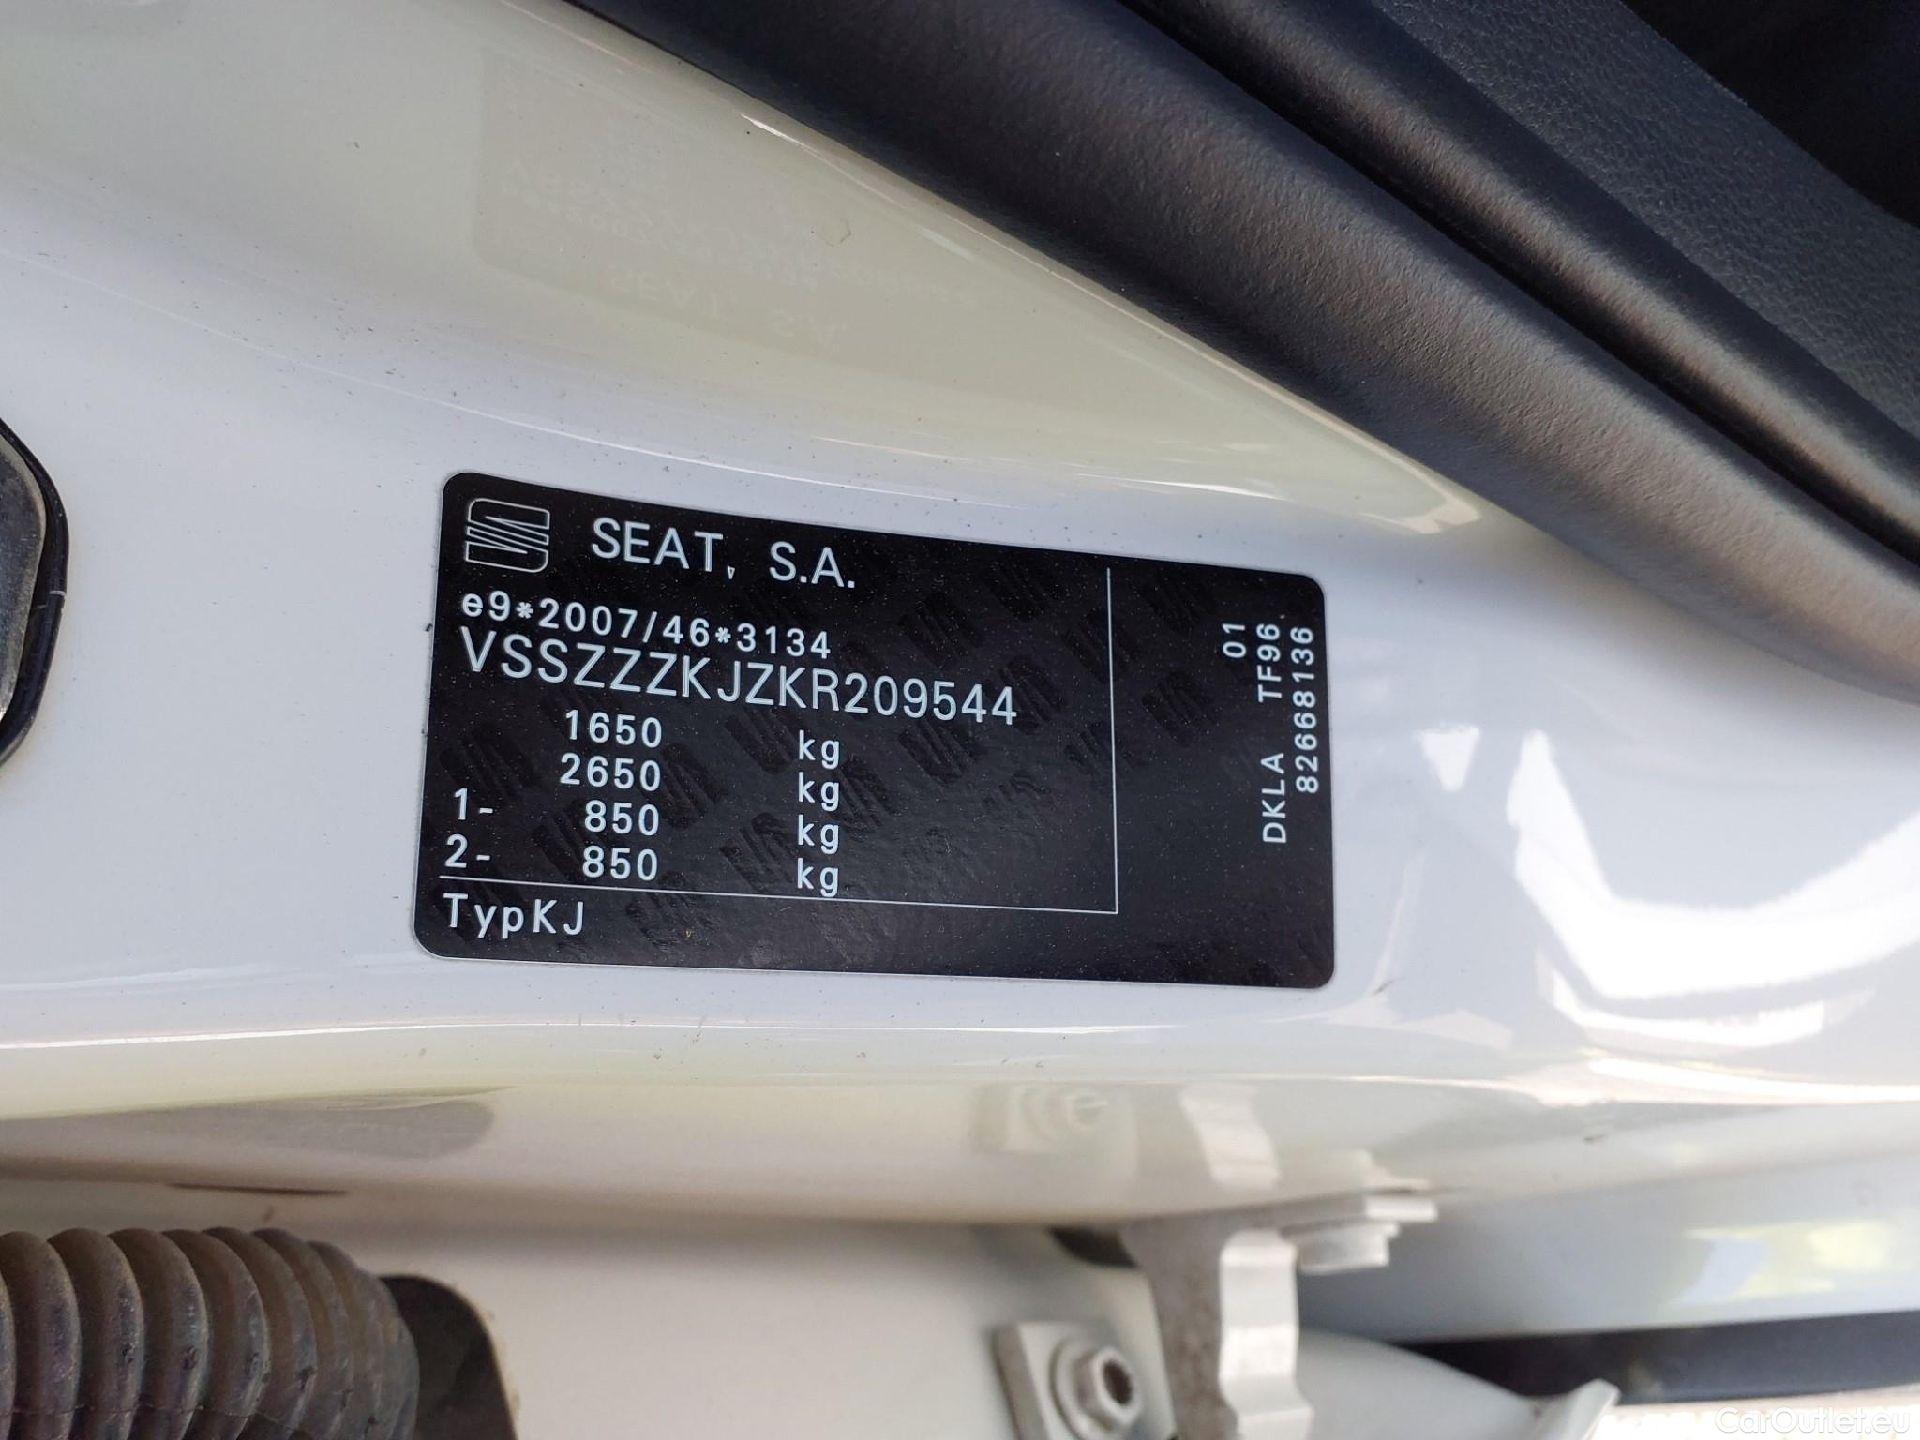 SEAT, S.A.
e9*2007/46*3134
VSSZZZKJZKR209544
1650 kg
2650 kg
1- 850 kg
2- 850 kg
TypKJ
01
DKLA TF96
82668136
CarOutlet.eu